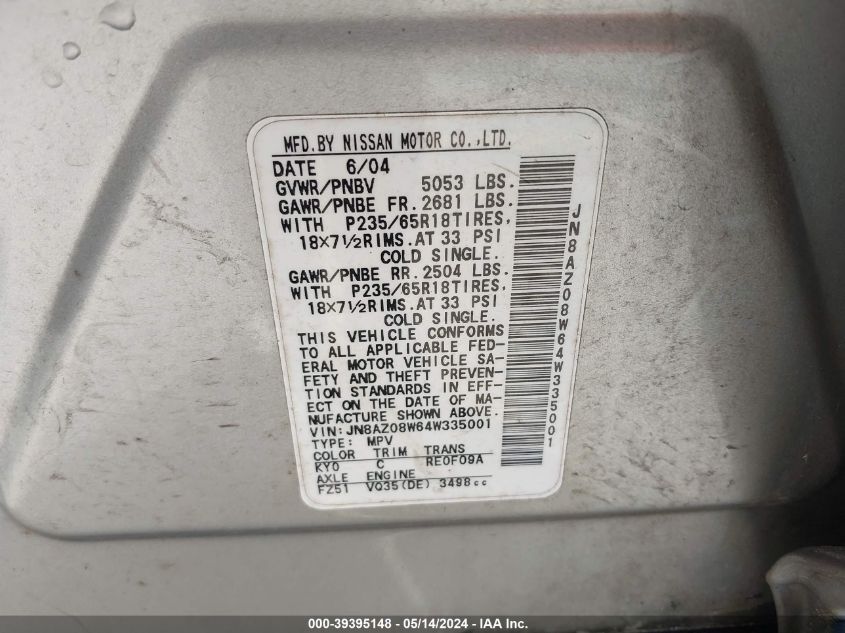 MFD.BY NISSAN MOTOR CO.,LTD.
DATE 6/04
GVWR/PNBV 5053 LBS.
GAWR/PNBE FR. 2681 LBS.
WITH P235/65R18TIRES,
18×7½RIMS.AT 33 PSI
COLD SINGLE.
GAWR/PNBE RR. 2504 LBS.
WITH P235/65R18TIRES,
18×7½RIMS.AT 33 PSI
COLD SINGLE.
THIS VEHICLE CONFORMS
TO ALL APPLICABLE FED-
ERAL MOTOR VEHICLE SA-
FETY AND THEFT PREVEN-
TION STANDARDS IN EFF-
ECT ON THE DATE OF MA-
NUFACTURE SHOWN ABOVE.
VIN:JN8AZ08W64W335001
TYPE: MPV
COLOR TRIM TRANS
KY0 C RE0F09A
AXLE ENGINE
FZ51 VQ35(DE) 3498cc
JN8AZ08W64W335001
000-39395148 - 05/14/2024 - IAA Inc.